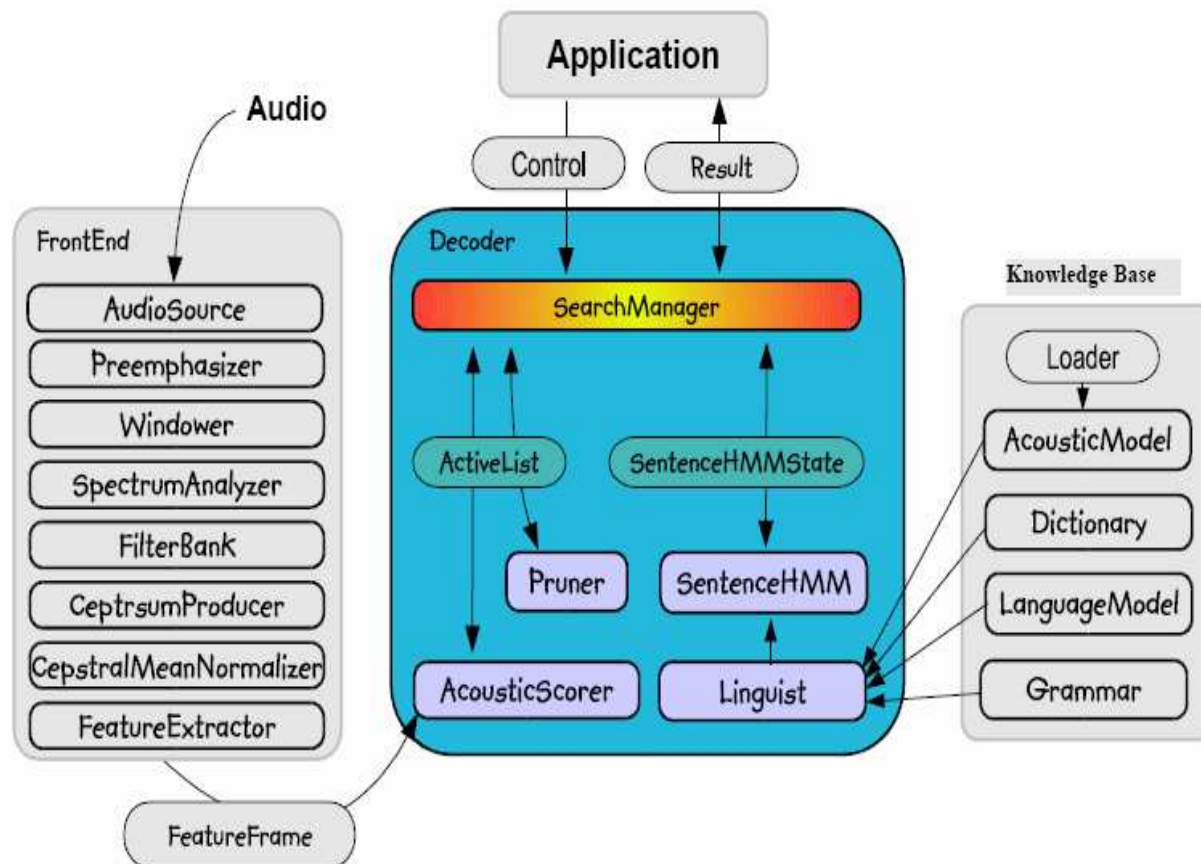 Application
Audio
Control
Result
FrontEnd
AudioSource
Preemphasizer
Windower
SpectrumAnalyzer
FilterBank
CeptrsumProducer
CepstralMeanNormalizer
FeatureExtractor
FeatureFrame
Decoder
SearchManager
ActiveList
SentenceHMMState
Pruner
SentenceHMM
AcousticScorer
Linguist
Knowledge Base
Loader
AcousticModel
Dictionary
LanguageModel
Grammar